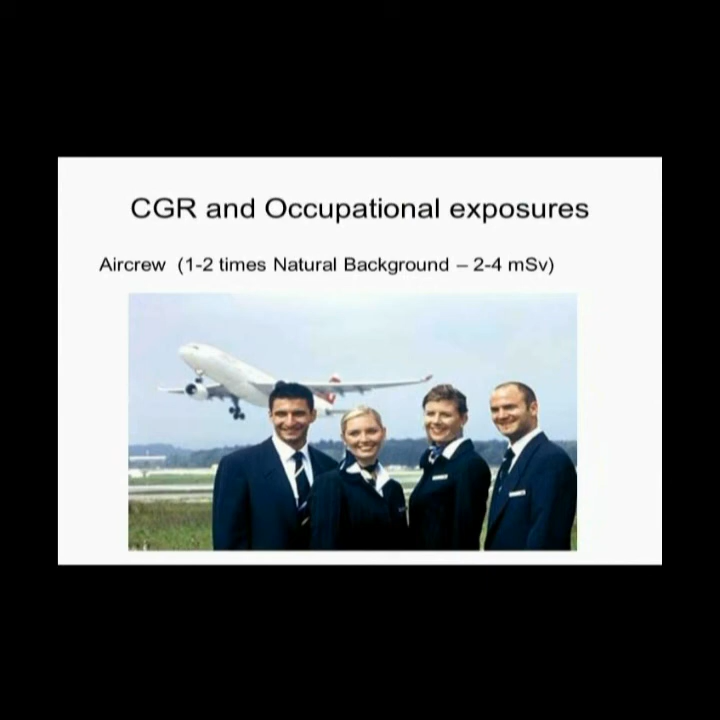 CGR and Occupational exposures
Aircrew (1-2 times Natural Background – 2-4 mSv)